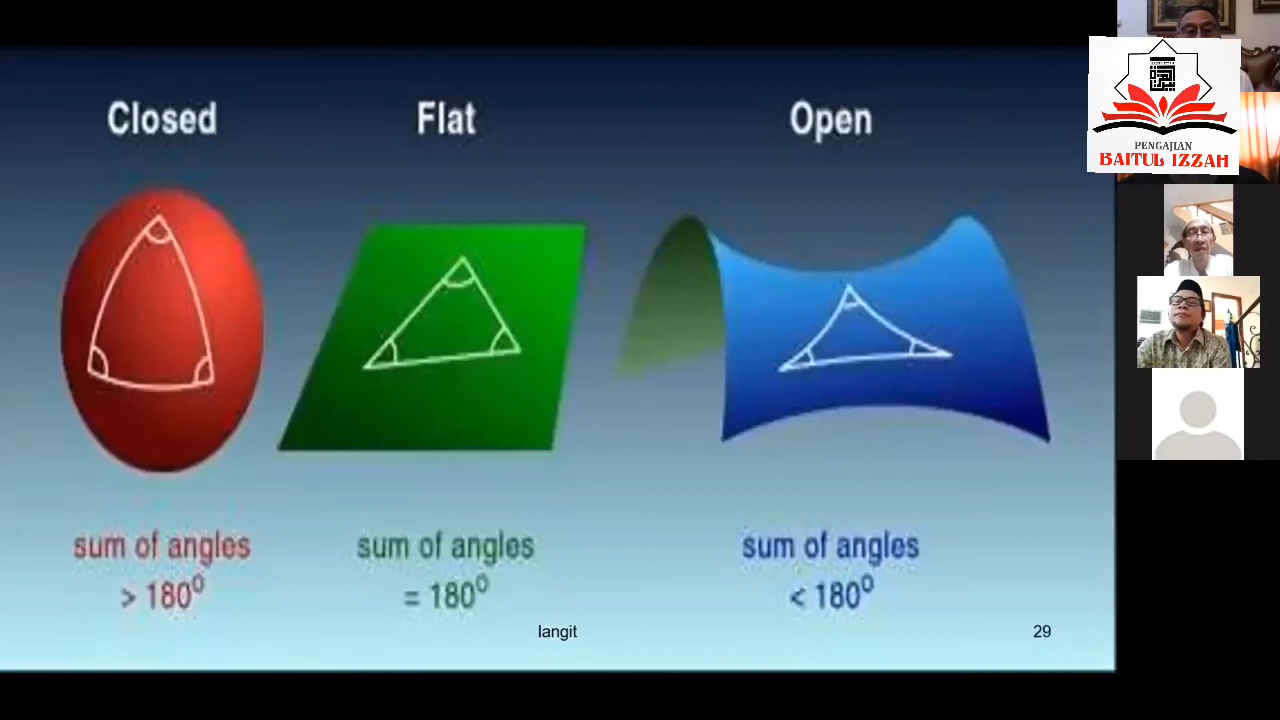 Closed
Flat
Open
sum of angles
> 180⁰
sum of angles
= 180⁰
sum of angles
< 180⁰
langit
29
PENGAJIAN
BAITUL IZZAH